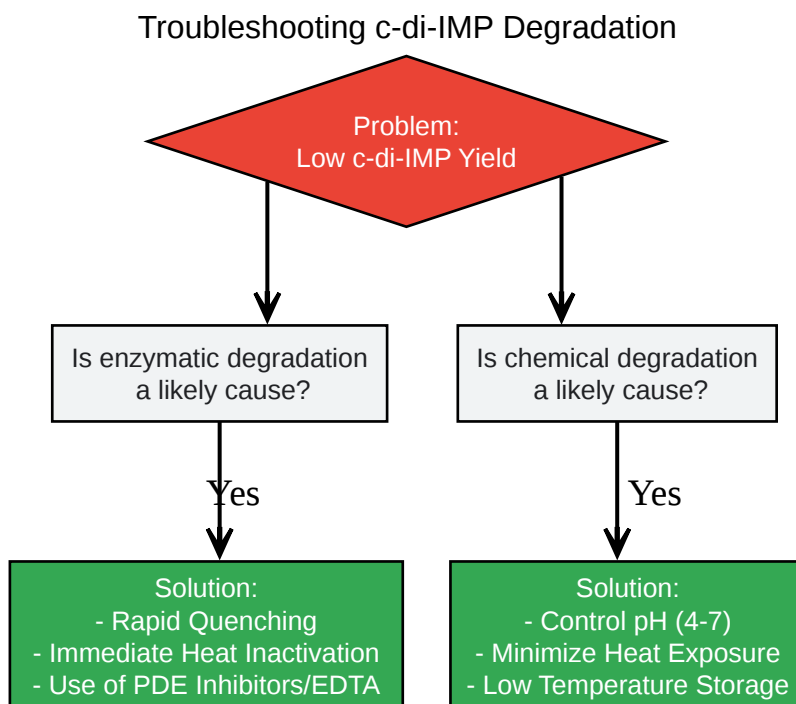 Troubleshooting c-di-IMP Degradation
Problem:
Low c-di-IMP Yield
Is enzymatic degradation
a likely cause?
Is chemical degradation
a likely cause?
Yes
Yes
Solution:
- Rapid Quenching
- Immediate Heat Inactivation
- Use of PDE Inhibitors/EDTA
Solution:
- Control pH (4-7)
- Minimize Heat Exposure
- Low Temperature Storage